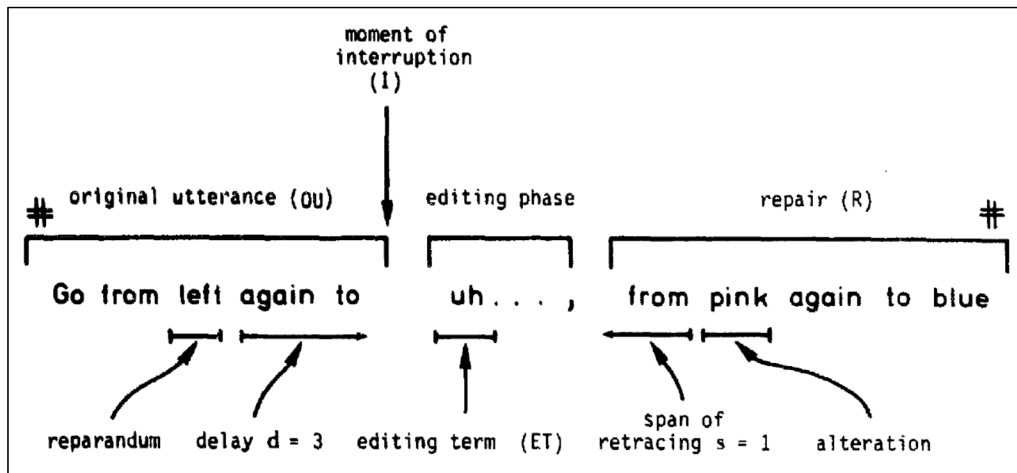 moment of
interruption
(I)
# original utterance (OU) editing phase repair (R) #
Go from left again to uh . . . , from pink again to blue
reparandum delay d = 3 editing term (ET) span of
retracing s = 1 alteration